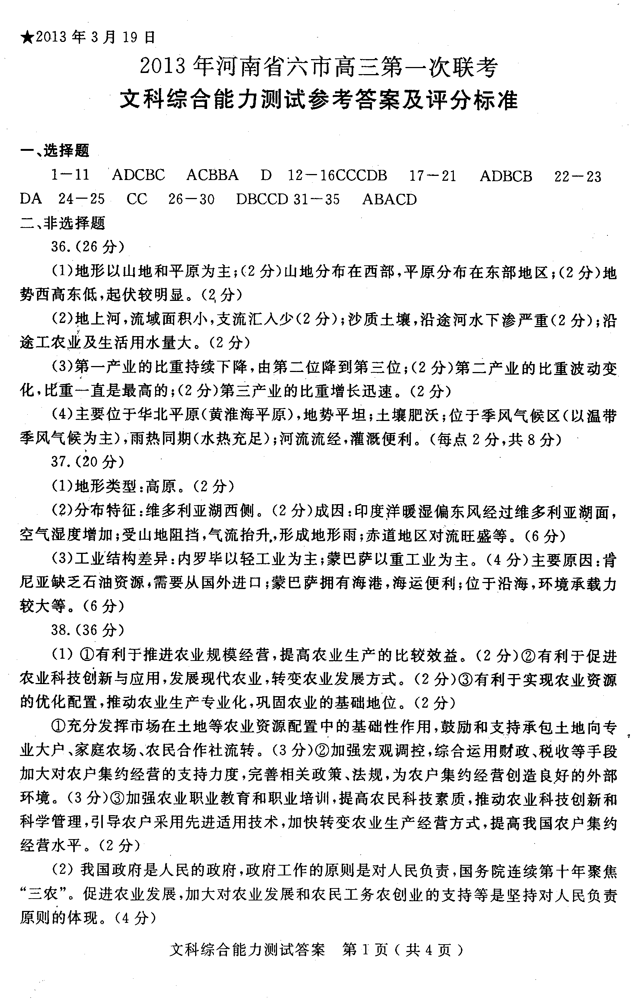 ★2013 年 3 月 19 日
2013 年河南省六市高三第一次联考
文科综合能力测试参考答案及评分标准
一、选择题
1—11 ADCBC ACBBA D 12—16CCCDB 17—21 ADBCB 22—23
DA 24—25 CC 26—30 DBCCD 31—35 ABACD
二、非选择题
36.(26 分)
(1)地形以山地和平原为主;(2 分)山地分布在西部,平原分布在东部地区;(2 分)地
势西高东低,起伏较明显。(2 分)
(2)地上河,流域面积小,支流汇入少(2 分);沙质土壤,沿途河水下渗严重(2 分);沿
途工农业及生活用水量大。(2 分)
(3)第一产业的比重持续下降,由第二位降到第三位;(2 分)第二产业的比重波动变
化,比重一直是最高的;(2 分)第三产业的比重增长迅速。(2 分)
(4)主要位于华北平原(黄淮海平原),地势平坦;土壤肥沃;位于季风气候区(以温带
季风气候为主),雨热同期(水热充足);河流流经,灌溉便利。(每点 2 分,共 8 分)
37.(20 分)
(1)地形类型:高原。(2 分)
(2)分布特征:维多利亚湖西侧。(2 分)成因:印度洋暖湿偏东风经过维多利亚湖面,
空气湿度增加;受山地阻挡,气流抬升,形成地形雨;赤道地区对流旺盛等。(6 分)
(3)工业结构差异:内罗毕以轻工业为主;蒙巴萨以重工业为主。(4 分)主要原因:肯
尼亚缺乏石油资源,需要从国外进口;蒙巴萨拥有海港,海运便利;位于沿海,环境承载力
较大等。(6 分)
38.(36 分)
(1) ①有利于推进农业规模经营,提高农业生产的比较效益。(2 分)②有利于促进
农业科技创新与应用,发展现代农业,转变农业发展方式。(2 分)③有利于实现农业资源
的优化配置,推动农业生产专业化,巩固农业的基础地位。(2 分)
①充分发挥市场在土地等农业资源配置中的基础性作用,鼓励和支持承包土地向专
业大户、家庭农场、农民合作社流转。(3 分)②加强宏观调控,综合运用财政、税收等手段
加大对农户集约经营的支持力度,完善相关政策、法规,为农户集约经营创造良好的外部
环境。(3 分)③加强农业职业教育和职业培训,提高农民科技素质,推动农业科技创新和
科学管理,引导农户采用先进适用技术,加快转变农业生产经营方式,提高我国农户集约
经营水平。(2 分)
(2) 我国政府是人民的政府,政府工作的原则是对人民负责,国务院连续第十年聚焦
“三农”。促进农业发展,加大对农业发展和农民工务农创业的支持等是坚持对人民负责
原则的体现。(4 分)
文科综合能力测试答案 第 1 页 ( 共 4 页 )